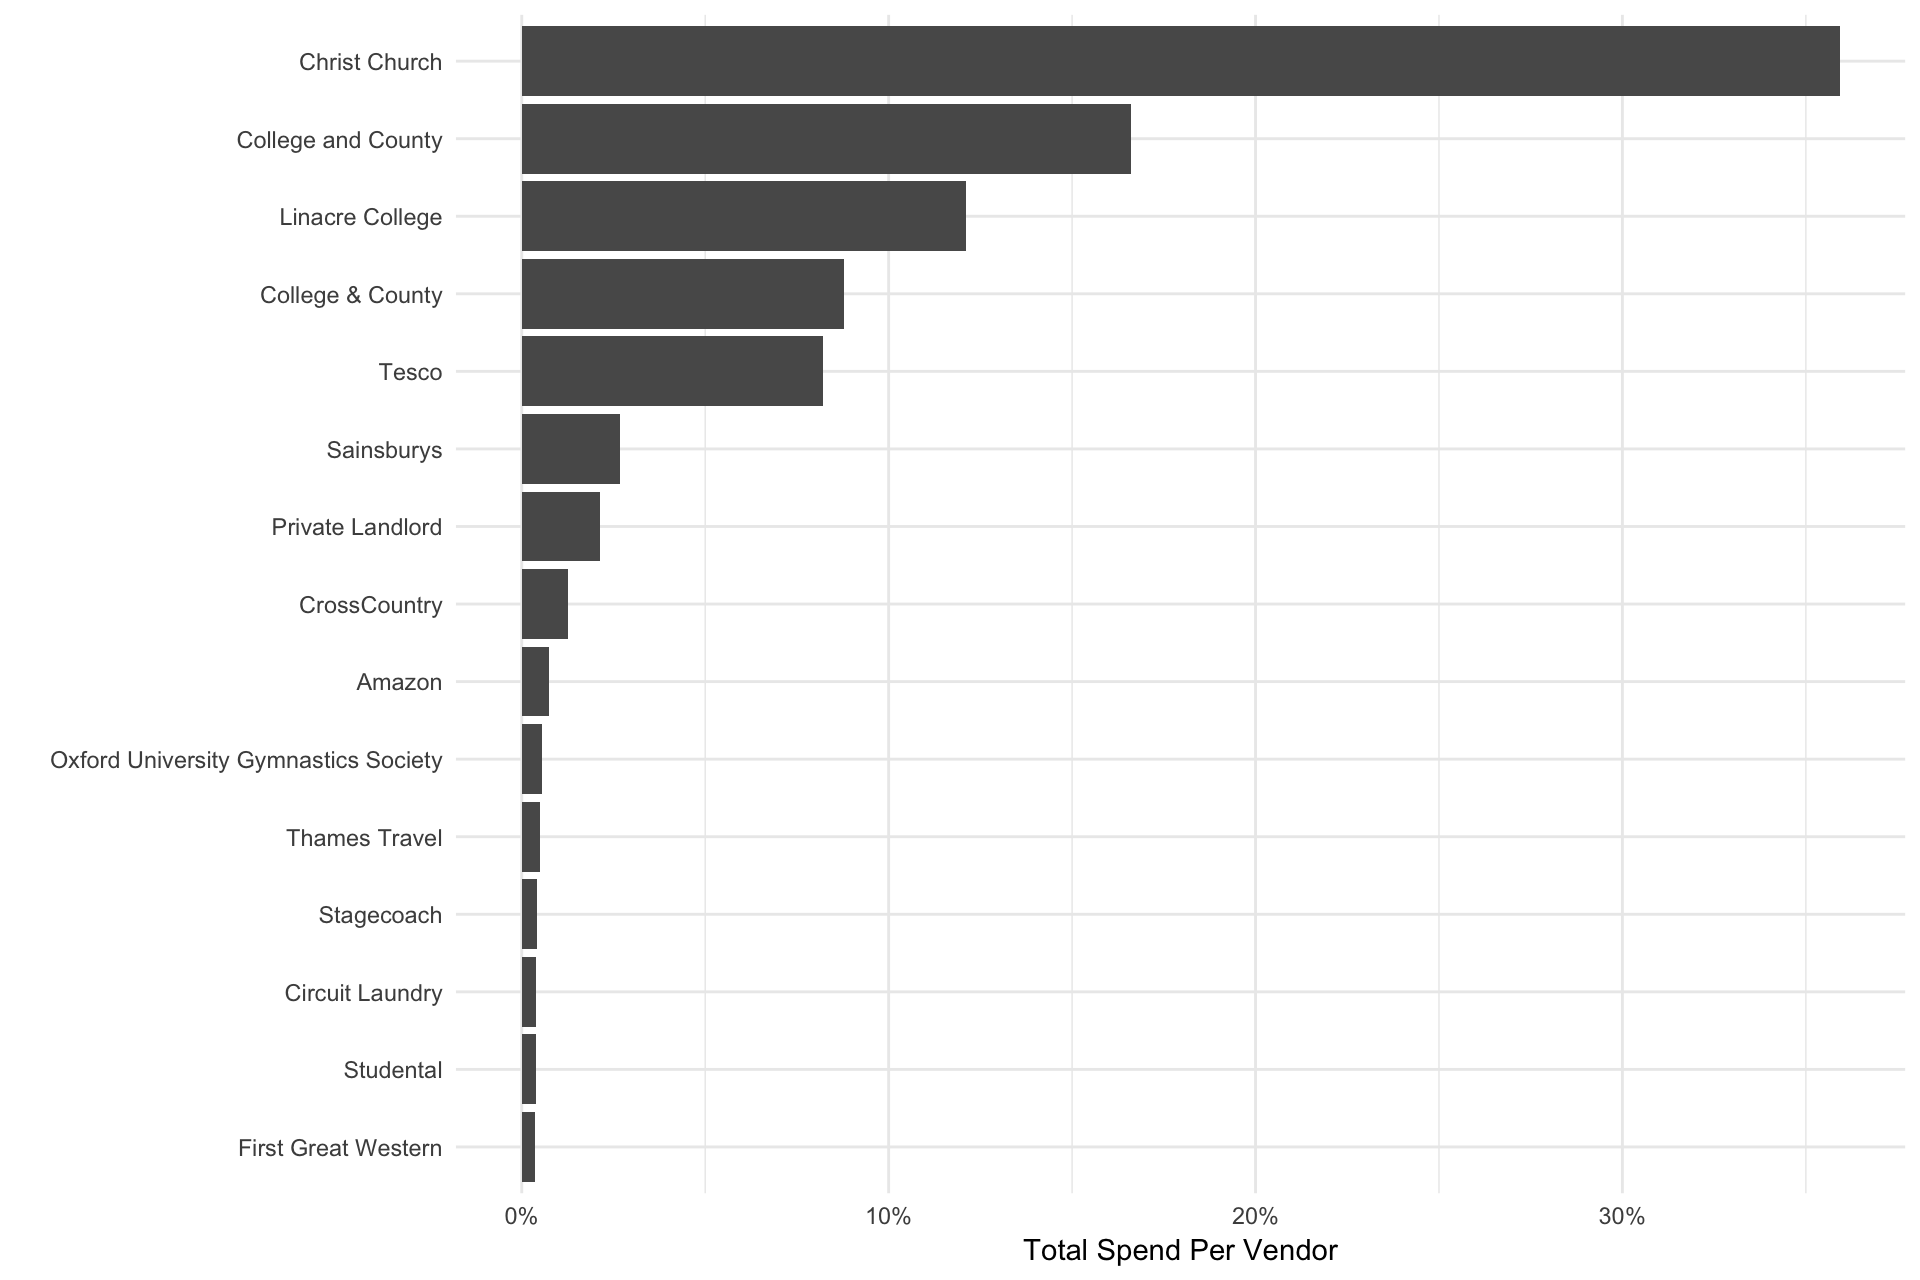 Christ Church
College and County
Linacre College
College & County
Tesco
Sainsburys
Private Landlord
CrossCountry
Amazon
Oxford University Gymnastics Society
Thames Travel
Stagecoach
Circuit Laundry
Studental
First Great Western
0% 10% 20% 30%
Total Spend Per Vendor